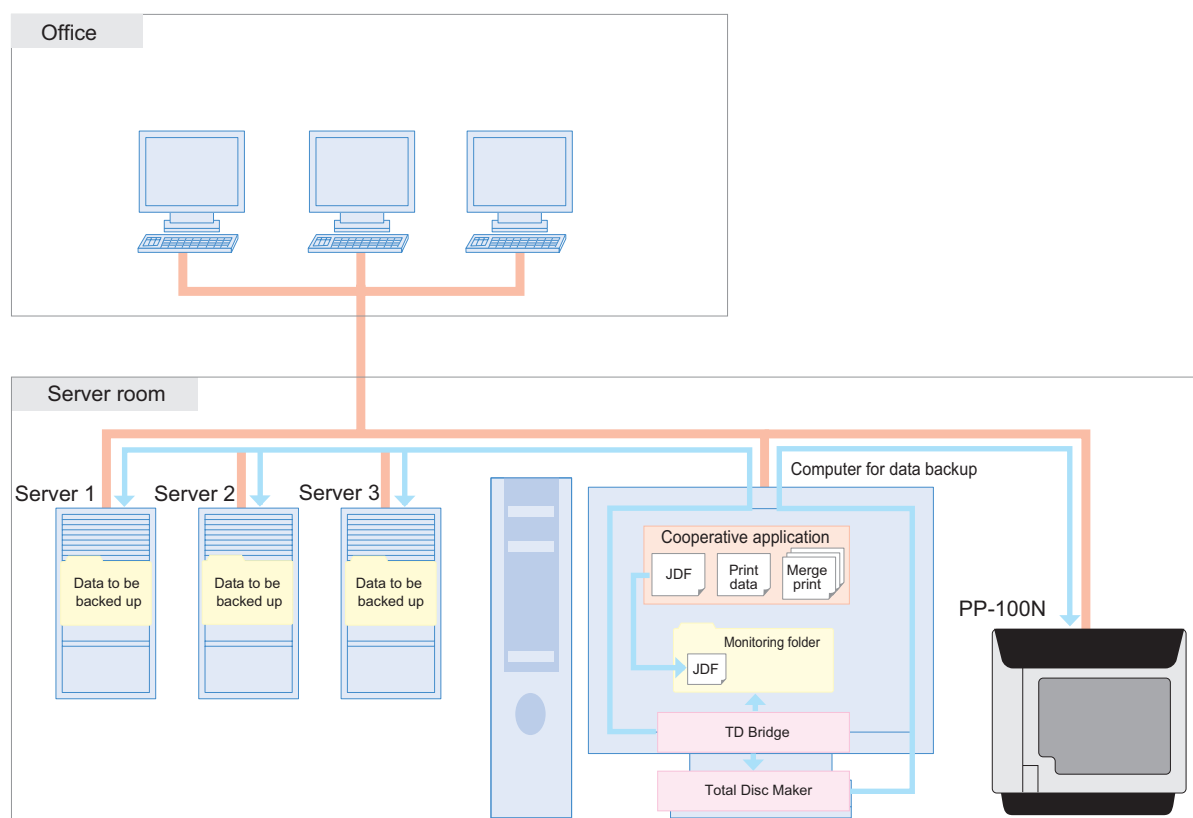 Office
Server room
Computer for data backup
Server 1
Server 2
Server 3
Cooperative application
JDF
Print
data
Merge
print
Data to be
backed up
Data to be
backed up
Data to be
backed up
PP-100N
Monitoring folder
JDF
TD Bridge
Total Disc Maker